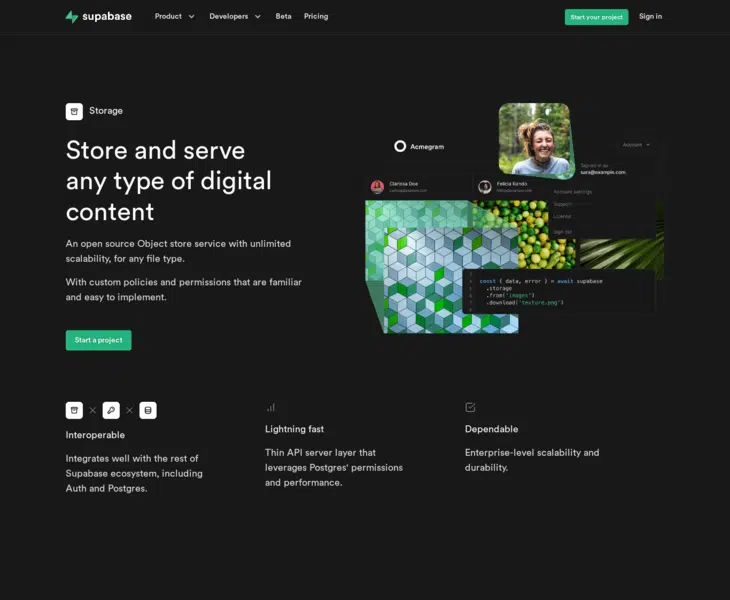 supabase
Product
Developers
Beta
Pricing
Start your project
Sign in
Storage
Store and serve
any type of digital
content
An open source Object store service with unlimited
scalability, for any file type.
With custom policies and permissions that are familiar
and easy to implement.
Start a project
Acmegram
Account
Signed in as
sara@example.com
Clarissa Doe
Felicia Rando
Account settings
Support
License
Sign out
const { data, error } = await supabase
.storage
.from('images')
.download('texture.png')
Interoperable
Integrates well with the rest of
Supabase ecosystem, including
Auth and Postgres.
Lightning fast
Thin API server layer that
leverages Postgres' permissions
and performance.
Dependable
Enterprise-level scalability and
durability.